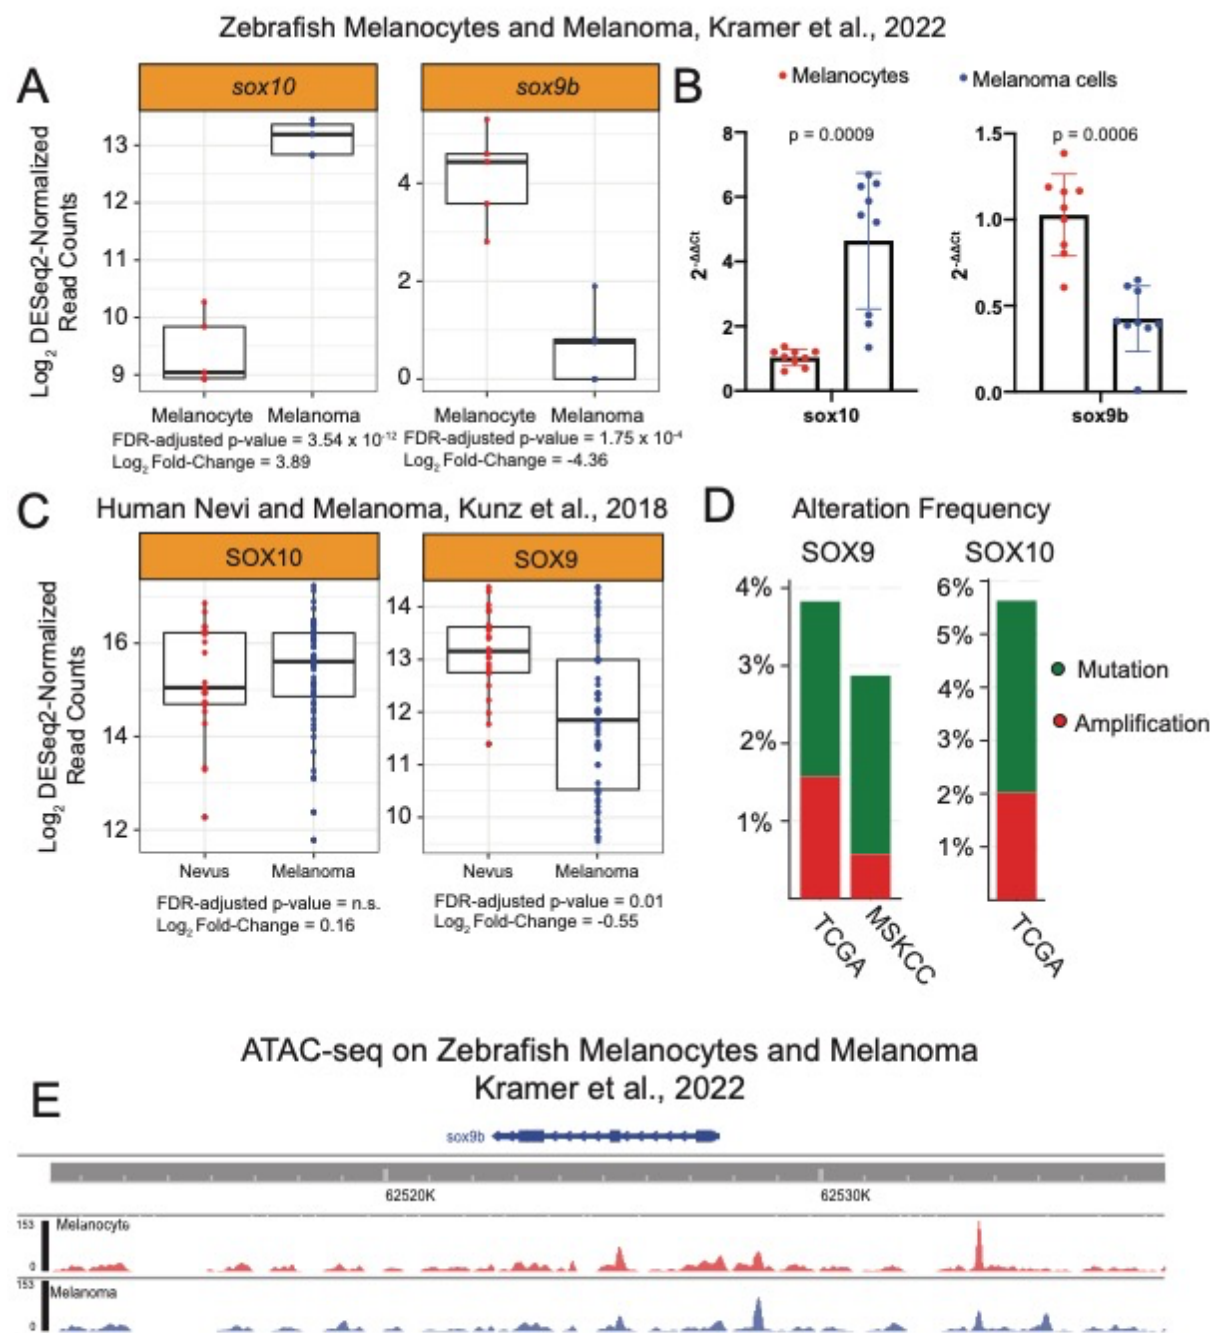 Zebrafish Melanocytes and Melanoma, Kramer et al., 2022
A
sox10
sox9b
Log2 DESeq2-Normalized
Read Counts
13
12
11
10
9
4
2
0
Melanocyte Melanoma
Melanocyte Melanoma
FDR-adjusted p-value = 3.54 x 10-12
Log2 Fold-Change = 3.89
FDR-adjusted p-value = 1.75 x 10-4
Log2 Fold-Change = -4.36
B
Melanocytes
Melanoma cells
p = 0.0009
2-ΔΔCt
8
6
4
2
0
sox10
p = 0.0006
2-ΔΔCt
1.5
1.0
0.5
0.0
sox9b
C
Human Nevi and Melanoma, Kunz et al., 2018
SOX10
SOX9
Log2 DESeq2-Normalized
Read Counts
16
14
12
14
13
12
11
10
Nevus Melanoma
Nevus Melanoma
FDR-adjusted p-value = n.s.
Log2 Fold-Change = 0.16
FDR-adjusted p-value = 0.01
Log2 Fold-Change = -0.55
D
Alteration Frequency
SOX9
SOX10
4%
3%
2%
1%
TCGA
MSKCC
6%
5%
4%
3%
2%
1%
TCGA
Mutation
Amplification
ATAC-seq on Zebrafish Melanocytes and Melanoma
Kramer et al., 2022
E
sox9b
62520K
62530K
153
Melanocyte
0
153
Melanoma
0